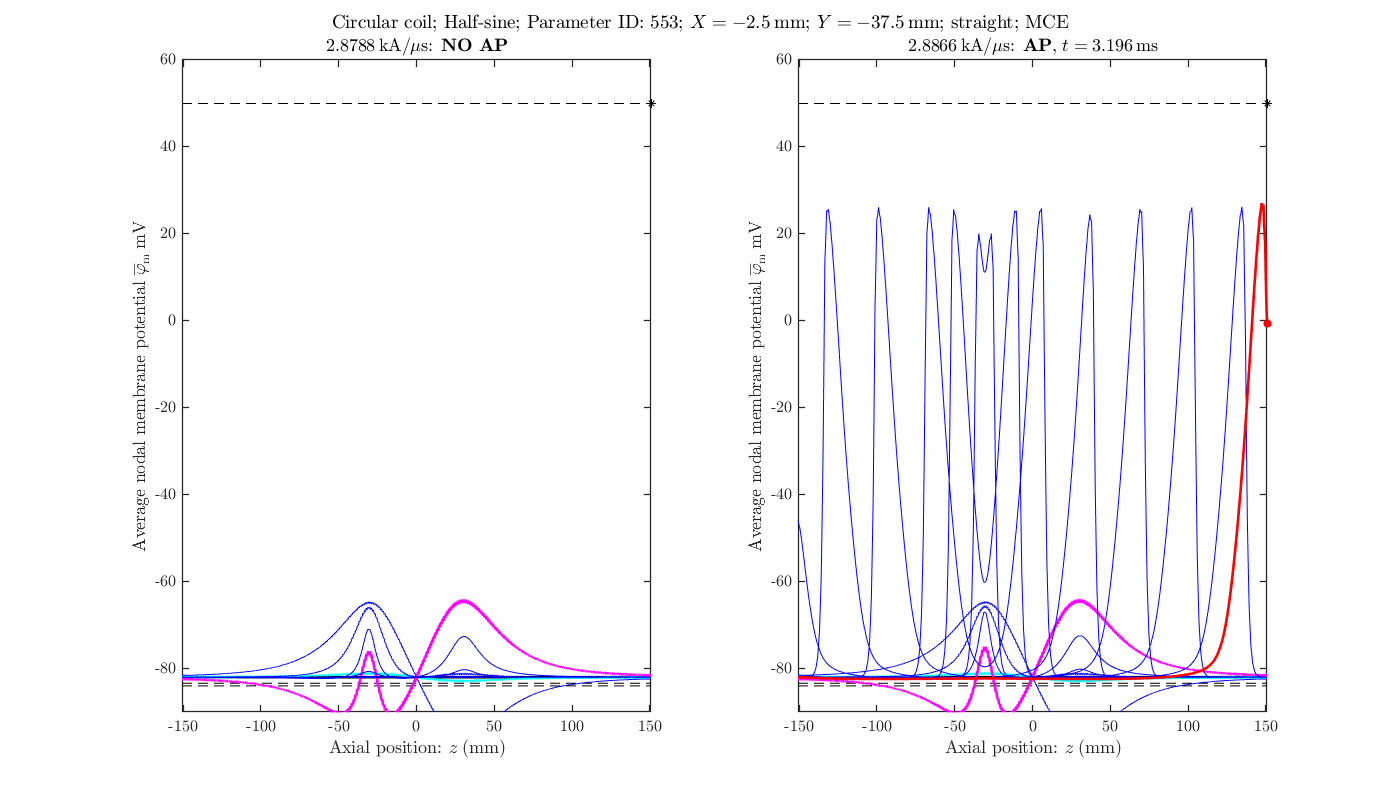 Circular coil; Half-sine; Parameter ID: 553; X = −2.5 mm; Y = −37.5 mm; straight; MCE
2.8788 kA/μs: NO AP
60
40
20
0
-20
-40
-60
-80
-150 -100 -50 0 50 100 150
Average nodal membrane potential φ̅m mV
Axial position: z (mm)
2.8866 kA/μs: AP, t = 3.196 ms
60
40
20
0
-20
-40
-60
-80
-150 -100 -50 0 50 100 150
Average nodal membrane potential φ̅m mV
Axial position: z (mm)